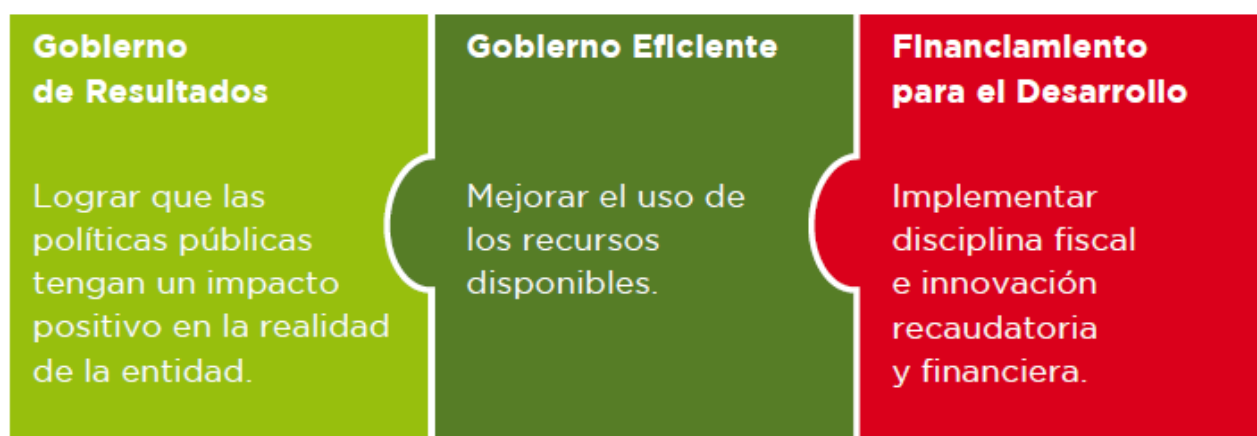 Gobierno
de Resultados
Lograr que las
políticas públicas
tengan un impacto
positivo en la realidad
de la entidad.
Gobierno Eficiente
Mejorar el uso de
los recursos
disponibles.
Financiamiento
para el Desarrollo
Implementar
disciplina fiscal
e innovación
recaudatoria
y financiera.